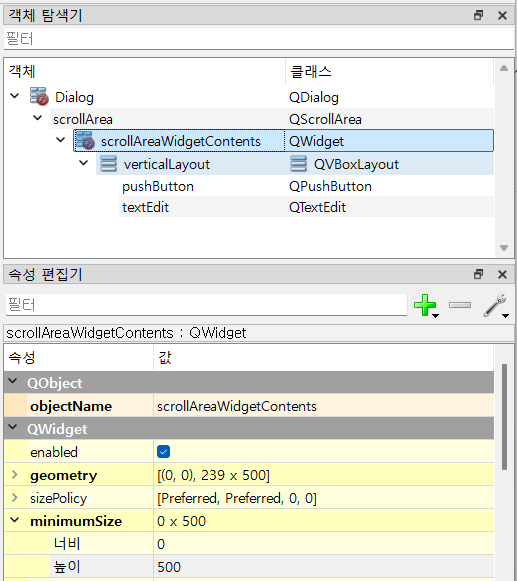 객체 탐색기
필터
객체 클래스
Dialog QDialog
scrollArea QScrollArea
scrollAreaWidgetContents QWidget
verticalLayout QVBoxLayout
pushButton QPushButton
textEdit QTextEdit
속성 편집기
필터
scrollAreaWidgetContents : QWidget
속성 값
QObject
objectName scrollAreaWidgetContents
QWidget
enabled
geometry [(0, 0), 239 x 500]
sizePolicy [Preferred, Preferred, 0, 0]
minimumSize 0 x 500
너비 0
높이 500